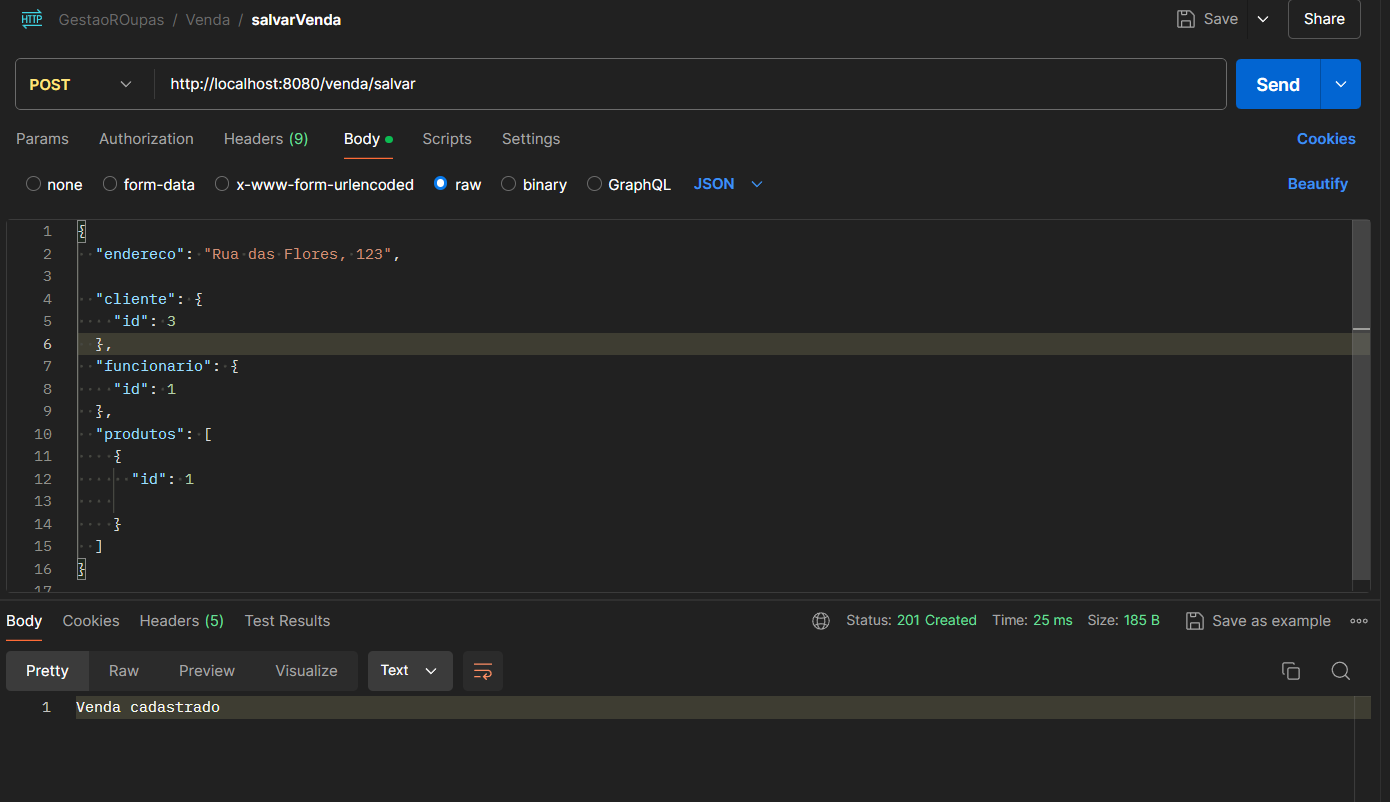 HTTP GestaoROupas / Venda / salvarVenda Save Share
POST http://localhost:8080/venda/salvar Send
Params Authorization Headers (9) Body Scripts Settings Cookies
none form-data x-www-form-urlencoded raw binary GraphQL JSON Beautify
1 {
2 "endereco": "Rua das Flores, 123",
3
4 "cliente": {
5 "id": 3
6 },
7 "funcionario": {
8 "id": 1
9 },
10 "produtos": [
11 {
12 "id": 1
13
14 }
15 ]
16 }
17
Body Cookies Headers (5) Test Results Status: 201 Created Time: 25 ms Size: 185 B Save as example
Pretty Raw Preview Visualize Text
1 Venda cadastrado